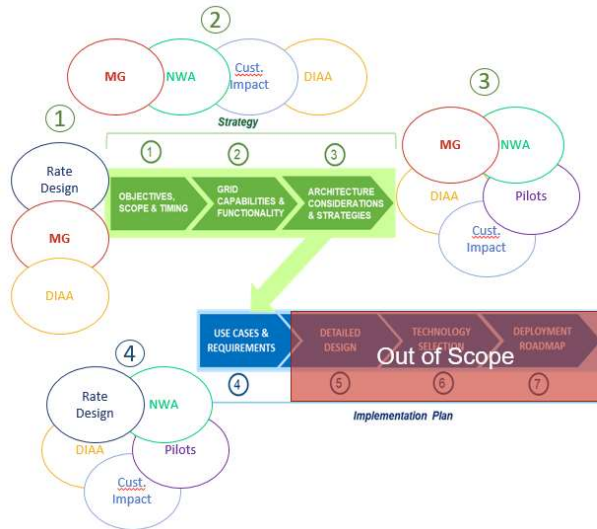 2
MG
NWA
Cust.
Impact
DIAA
3
1
Strategy
MG
NWA
Rate
Design
1
2
3
OBJECTIVES,
SCOPE & TIMING
GRID
CAPABILITIES &
FUNCTIONALITY
ARCHITECTURE
CONSIDERATIONS
& STRATEGIES
DIAA
Pilots
MG
Cust.
Impact
DIAA
USE CASES &
REQUIREMENTS
DETAILED
DESIGN
TECHNOLOGY
SELECTION
DEPLOYMENT
ROADMAP
Out of Scope
4
4
5
6
7
Rate
Design
NWA
Implementation Plan
DIAA
Pilots
Cust.
Impact